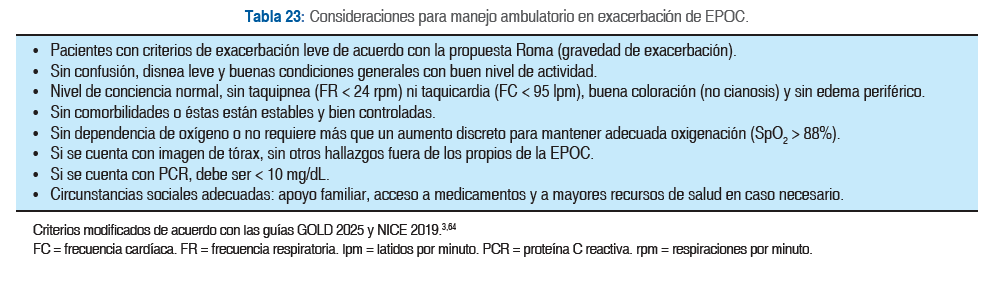 Tabla 23: Consideraciones para manejo ambulatorio en exacerbación de EPOC.
• Pacientes con criterios de exacerbación leve de acuerdo con la propuesta Roma (gravedad de exacerbación).
• Sin confusión, disnea leve y buenas condiciones generales con buen nivel de actividad.
• Nivel de conciencia normal, sin taquipnea (FR < 24 rpm) ni taquicardia (FC < 95 lpm), buena coloración (no cianosis) y sin edema periférico.
• Sin comorbilidades o éstas están estables y bien controladas.
• Sin dependencia de oxígeno o no requiere más que un aumento discreto para mantener adecuada oxigenación (SpO₂ > 88%).
• Si se cuenta con imagen de tórax, sin otros hallazgos fuera de los propios de la EPOC.
• Si se cuenta con PCR, debe ser < 10 mg/dL.
• Circunstancias sociales adecuadas: apoyo familiar, acceso a medicamentos y a mayores recursos de salud en caso necesario.
Criterios modificados de acuerdo con las guías GOLD 2025 y NICE 2019.³,⁶⁴
FC = frecuencia cardíaca. FR = frecuencia respiratoria. lpm = latidos por minuto. PCR = proteína C reactiva. rpm = respiraciones por minuto.